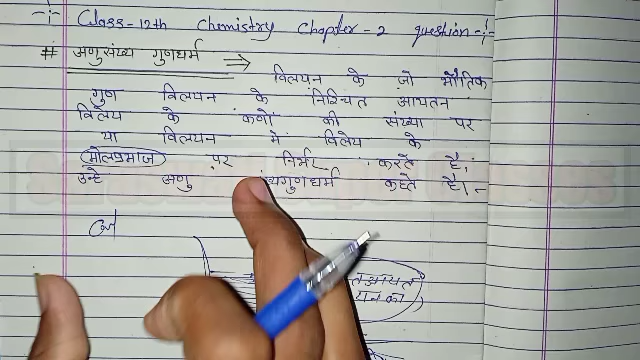 -:- Class-12th Chemistry Chapter-2 question -:-
# अणुसंख्य गुणधर्म ⇒
विलयन के जो भौतिक
गुण विलयन के निश्चित आयतन
विलेय के कणों की संख्या पर
या विलयन में विलेय के
मोलप्रभाज पर निर्भर करते है,
उन्हे अणु गुणधर्म कहते है।-